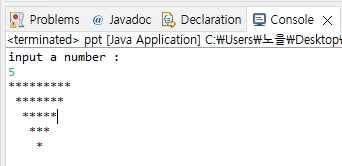 Problems @ Javadoc Declaration Console
<terminated> ppt [Java Application] C:₩Users₩노을₩Desktop₩
input a number :
5
*********
 *******
  *****
   ***
    *